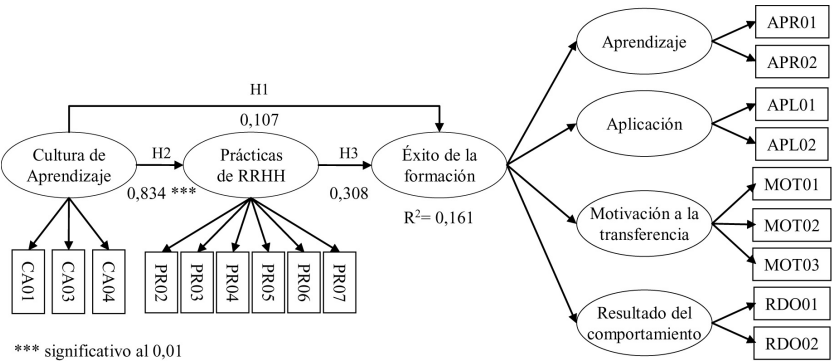 H1
0,107
Cultura de
Aprendizaje
H2
0,834 ***
Prácticas
de RRHH
H3
0,308
Éxito de la
formación
R²= 0,161
CA01
CA03
CA04
PR02
PR03
PR04
PR05
PR06
PR07
Aprendizaje
APR01
APR02
Aplicación
APL01
APL02
Motivación a la
transferencia
MOT01
MOT02
MOT03
Resultado del
comportamiento
RDO01
RDO02
*** significativo al 0,01